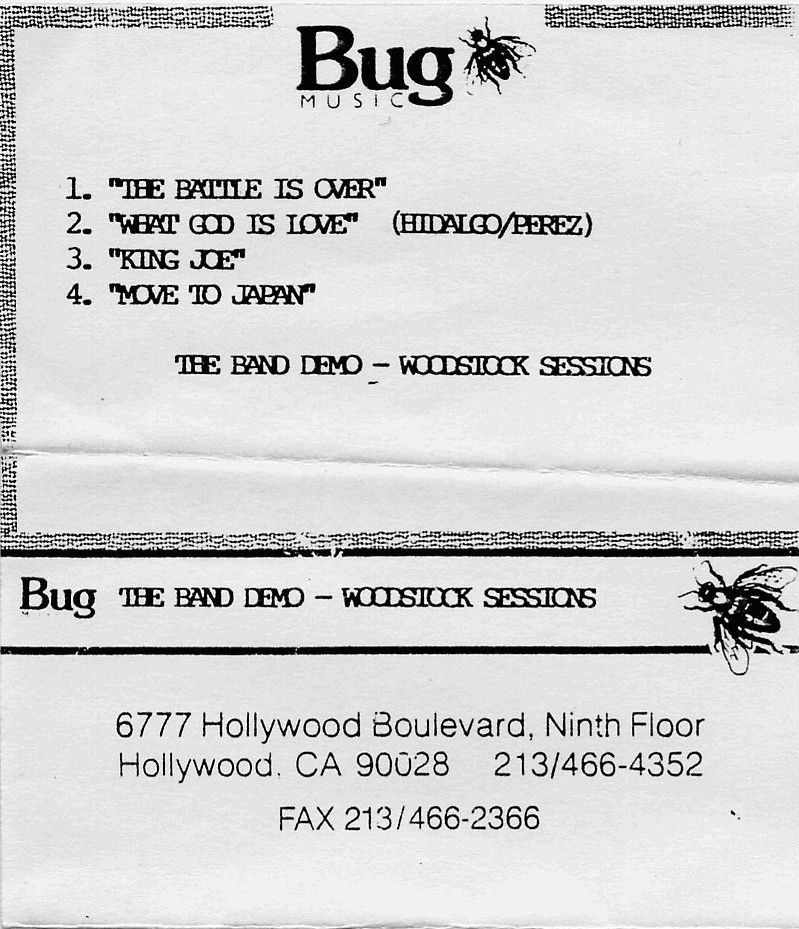 Bug
MUSIC
1. "THE BATTLE IS OVER"
2. "WHAT GOD IS LOVE" (HIDALGO/PEREZ)
3. "KING JOE"
4. "MOVE TO JAPAN"
THE BAND DEMO - WOODSTOCK SESSIONS
Bug THE BAND DEMO - WOODSTOCK SESSIONS
6777 Hollywood Boulevard, Ninth Floor
Hollywood, CA 90028 213/466-4352
FAX 213/466-2366